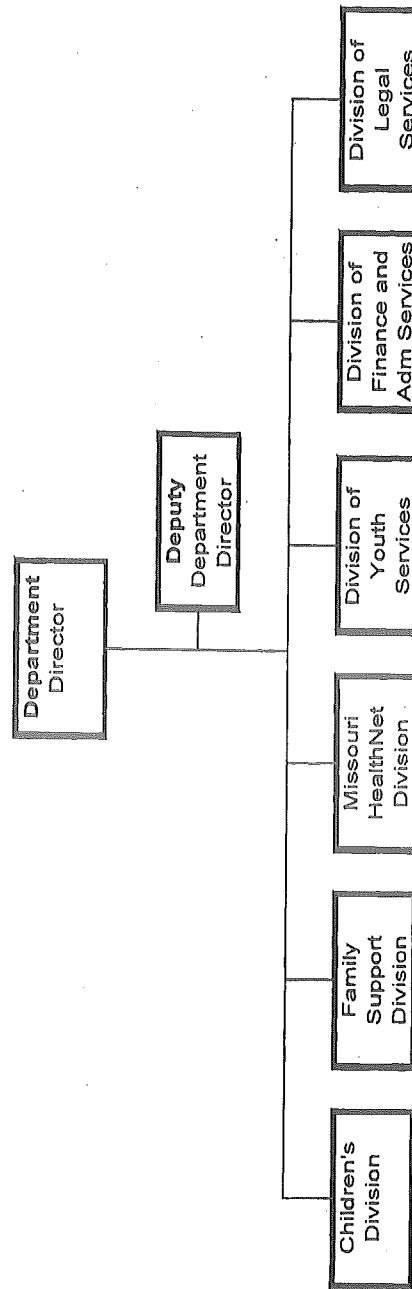 Department
Director
Deputy
Department
Director
Children's
Division
Family
Support
Division
Missouri
HealthNet
Division
Division of
Youth
Services
Division of
Finance and
Adm Services
Division of
Legal
Services